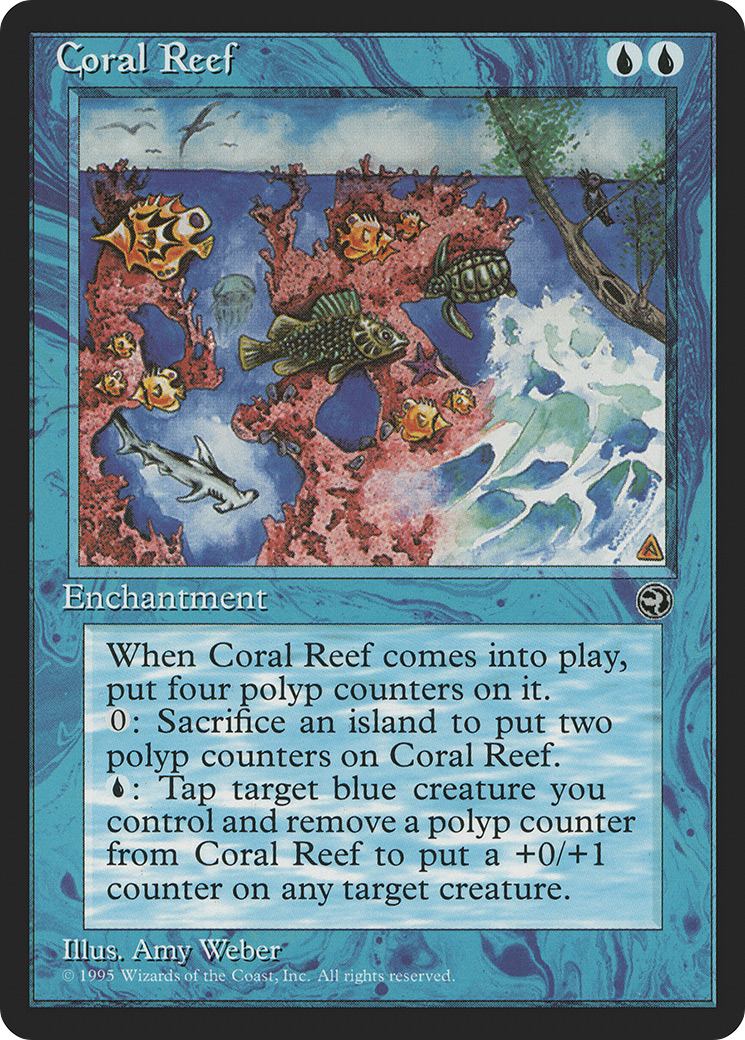 Coral Reef
Enchantment
When Coral Reef comes into play,
put four polyp counters on it.
0: Sacrifice an island to put two
polyp counters on Coral Reef.
: Tap target blue creature you
control and remove a polyp counter
from Coral Reef to put a +0/+1
counter on any target creature.
Illus. Amy Weber
© 1995 Wizards of the Coast, Inc. All rights reserved.